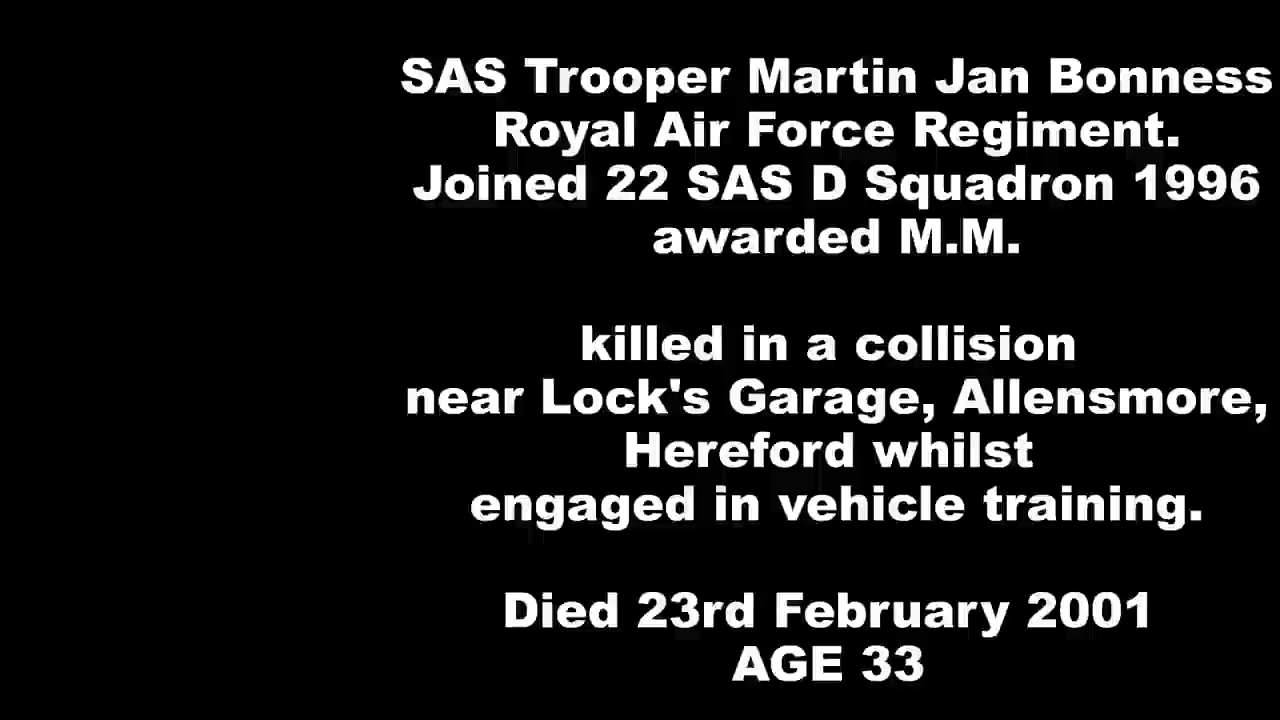 SAS Trooper Martin Jan Bonness
Royal Air Force Regiment.
Joined 22 SAS D Squadron 1996
awarded M.M.
killed in a collision
near Lock's Garage, Allensmore,
Hereford whilst
engaged in vehicle training.
Died 23rd February 2001
AGE 33